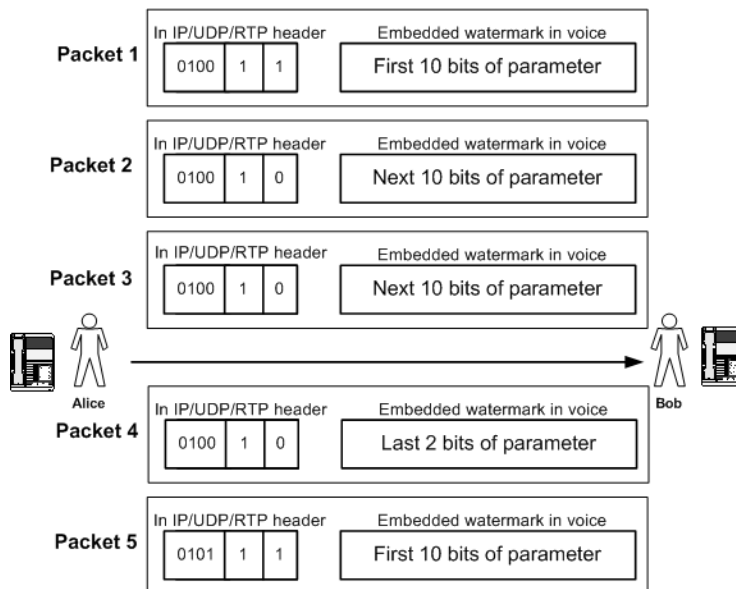 In IP/UDP/RTP header Embedded watermark in voice
Packet 1
0100 1 1 First 10 bits of parameter
In IP/UDP/RTP header Embedded watermark in voice
Packet 2
0100 1 0 Next 10 bits of parameter
In IP/UDP/RTP header Embedded watermark in voice
Packet 3
0100 1 0 Next 10 bits of parameter
Alice Bob
In IP/UDP/RTP header Embedded watermark in voice
Packet 4
0100 1 0 Last 2 bits of parameter
In IP/UDP/RTP header Embedded watermark in voice
Packet 5
0101 1 1 First 10 bits of parameter